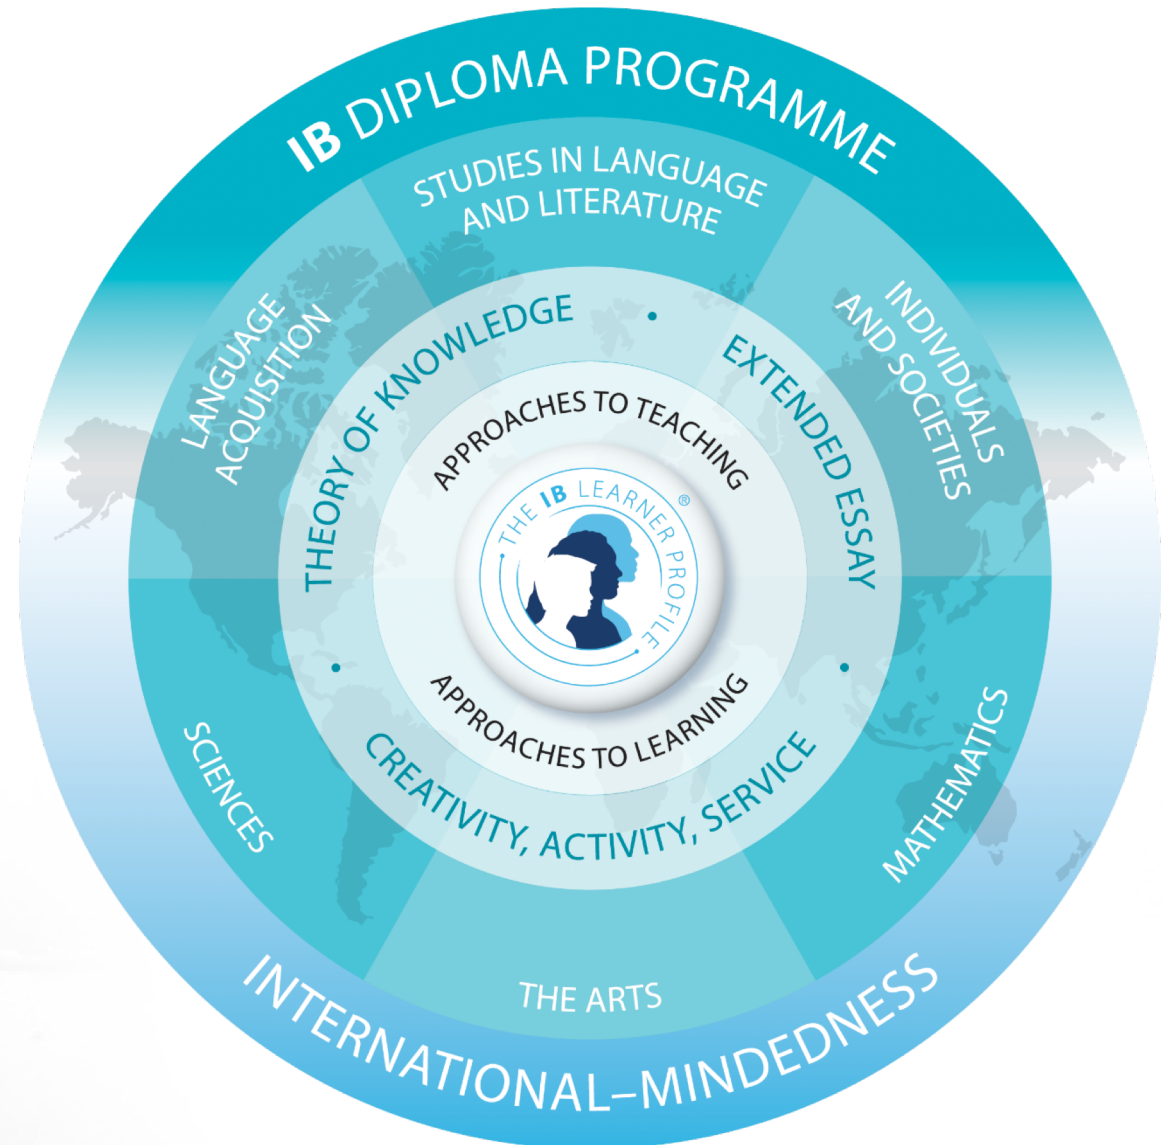 IB DIPLOMA PROGRAMME
STUDIES IN LANGUAGE
AND LITERATURE
LANGUAGE
ACQUISITION
INDIVIDUALS
AND SOCIETIES
THEORY OF KNOWLEDGE
•
EXTENDED ESSAY
APPROACHES TO TEACHING
THE IB LEARNER PROFILE
®
APPROACHES TO LEARNING
•
CREATIVITY, ACTIVITY, SERVICE
•
SCIENCES
MATHEMATICS
THE ARTS
INTERNATIONAL–MINDEDNESS